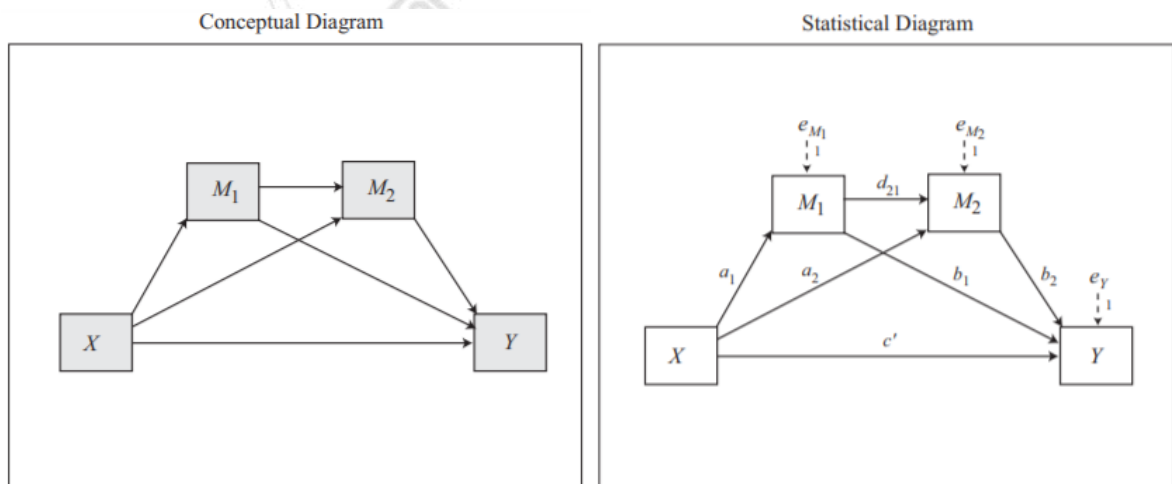 Conceptual Diagram
M1
M2
X
Y
Statistical Diagram
eM1
1
eM2
1
M1
d21
M2
a1
a2
b1
b2
eY
1
X
c'
Y